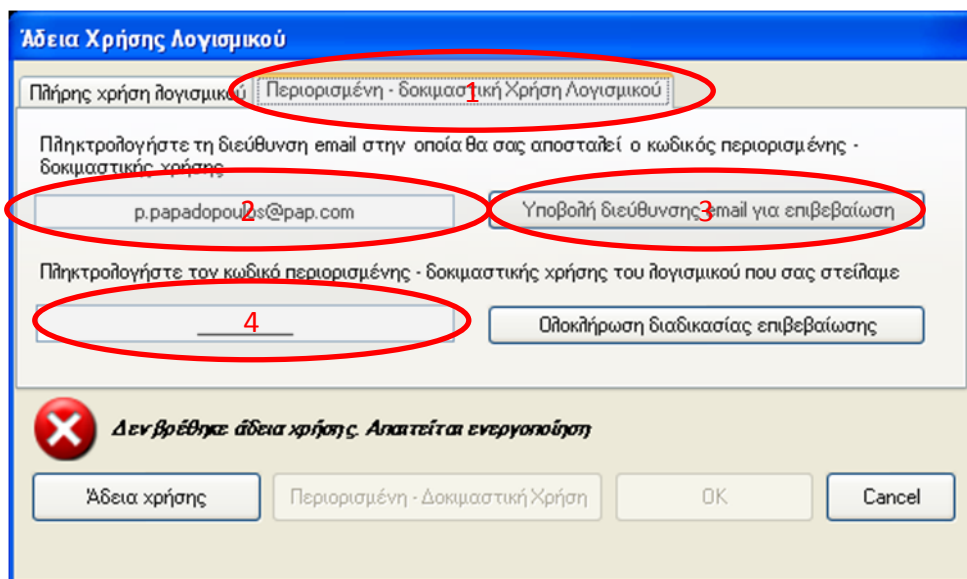 Άδεια Χρήσης Λογισμικού
Πλήρης χρήση λογισμικού
Περιορισμένη - δοκιμαστική Χρήση Λογισμικού
1
Πληκτρολογήστε τη διεύθυνση email στην οποία θα σας αποσταλεί ο κωδικός περιορισμένης -
δοκιμαστικής χρήσης
p.papadopoulos@pap.com
2
Υποβολή διεύθυνσης email για επιβεβαίωση
3
Πληκτρολογήστε τον κωδικό περιορισμένης - δοκιμαστικής χρήσης του λογισμικού που σας στείλαμε
4
Ολοκλήρωση διαδικασίας επιβεβαίωσης
Δεν βρέθηκε άδεια χρήσης. Απαιτείται ενεργοποίηση
Άδεια χρήσης
Περιορισμένη - Δοκιμαστική Χρήση
OK
Cancel